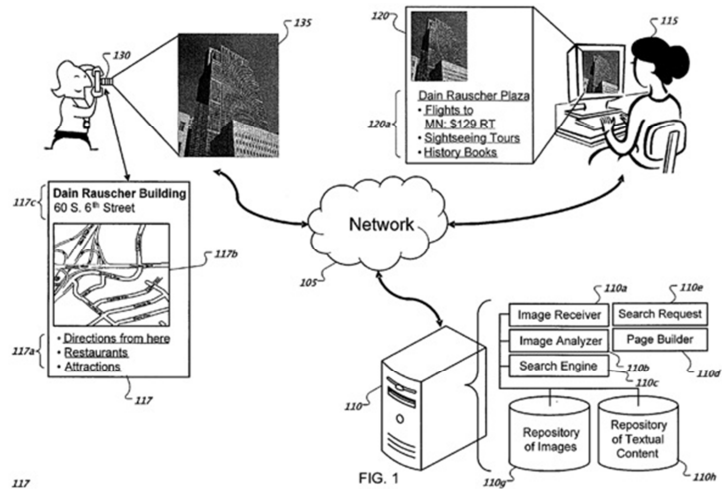 130
135
120
115
Dain Rauscher Plaza
• Flights to
MN: $129 RT
• Sightseeing Tours
• History Books
120a
117c
Dain Rauscher Building
60 S. 6th Street
117b
117a
• Directions from here
• Restaurants
• Attractions
117
Network
105
110
110a
110e
Image Receiver
Search Request
Image Analyzer
Page Builder
110b
110d
Search Engine
110c
Repository
of Images
Repository
of Textual
Content
110g
110h
FIG. 1
117